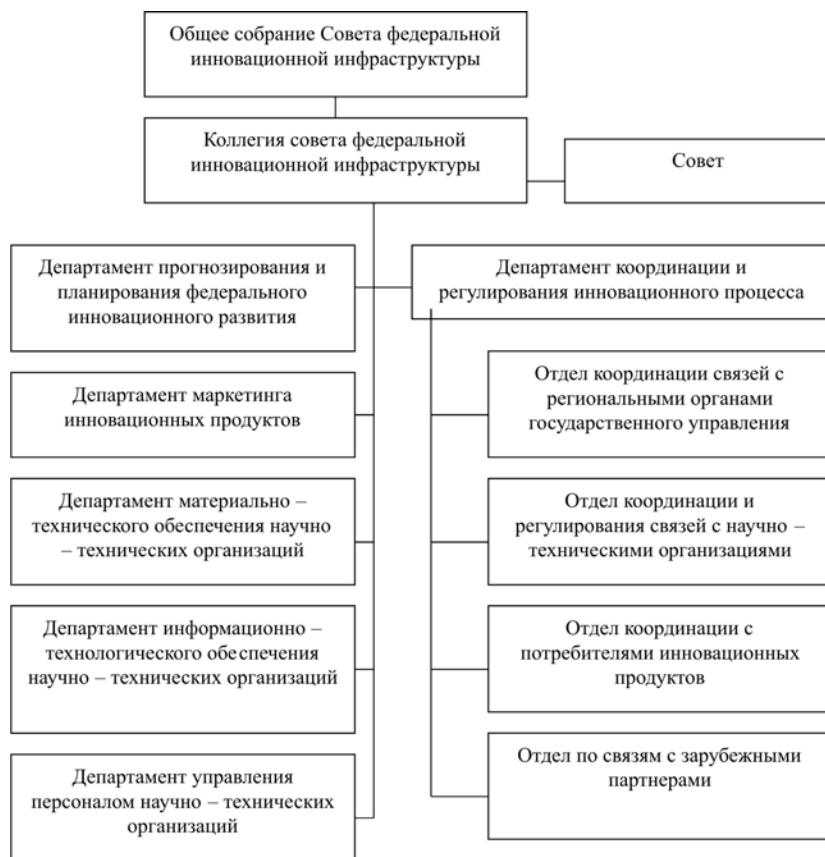 Общее собрание Совета федеральной
инновационной инфраструктуры
Коллегия совета федеральной
инновационной инфраструктуры
Совет
Департамент прогнозирования и
планирования федерального
инновационного развития
Департамент координации и
регулирования инновационного процесса
Департамент маркетинга
инновационных продуктов
Отдел координации связей с
региональными органами
государственного управления
Департамент материально –
технического обеспечения научно
– технических организаций
Отдел координации и
регулирования связей с научно –
техническими организациями
Департамент информационно –
технологического обеспечения
научно – технических организаций
Отдел координации с
потребителями инновационных
продуктов
Департамент управления
персоналом научно – технических
организаций
Отдел по связям с зарубежными
партнерами